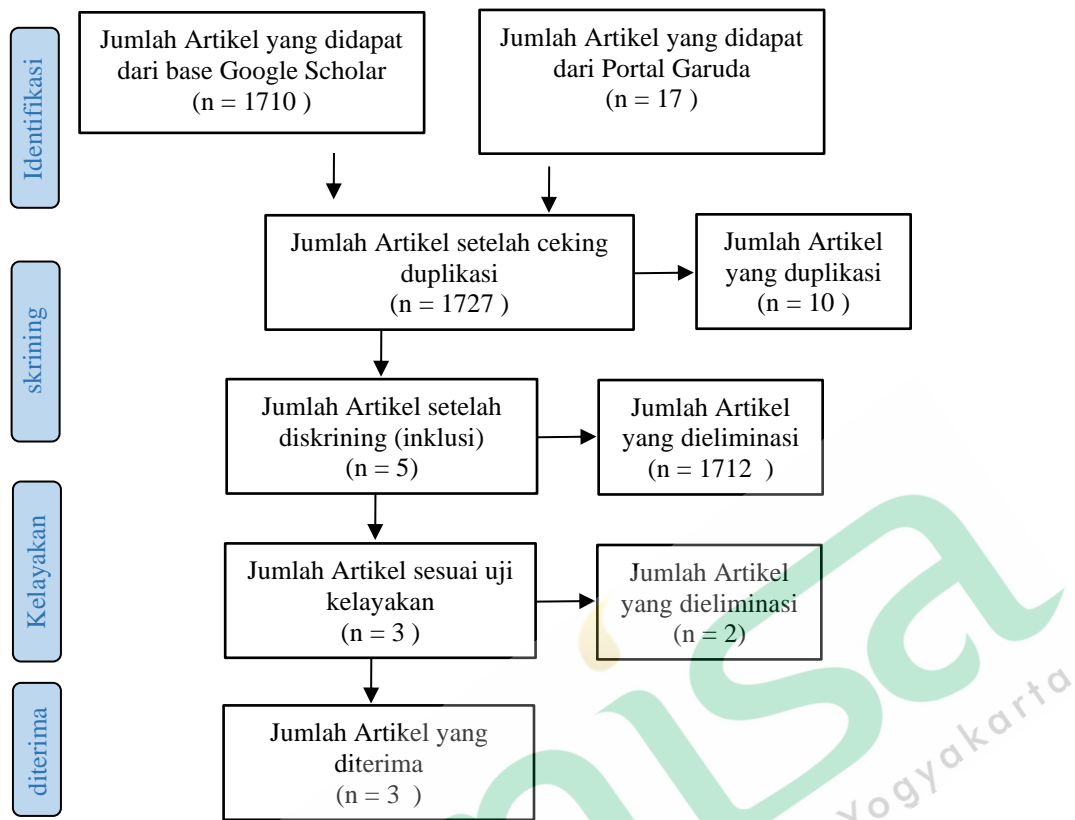 Identifikasi
Jumlah Artikel yang didapat
dari base Google Scholar
(n = 1710 )
Jumlah Artikel yang didapat
dari Portal Garuda
(n = 17 )
Jumlah Artikel setelah ceking
duplikasi
(n = 1727 )
Jumlah Artikel
yang duplikasi
(n = 10 )
skrining
Jumlah Artikel setelah
diskrining (inklusi)
(n = 5)
Jumlah Artikel
yang dieliminasi
(n = 1712 )
Kelayakan
Jumlah Artikel sesuai uji
kelayakan
(n = 3 )
Jumlah Artikel
yang dieliminasi
(n = 2)
diterima
Jumlah Artikel yang
diterima
(n = 3 )
isa
Yogyakarta